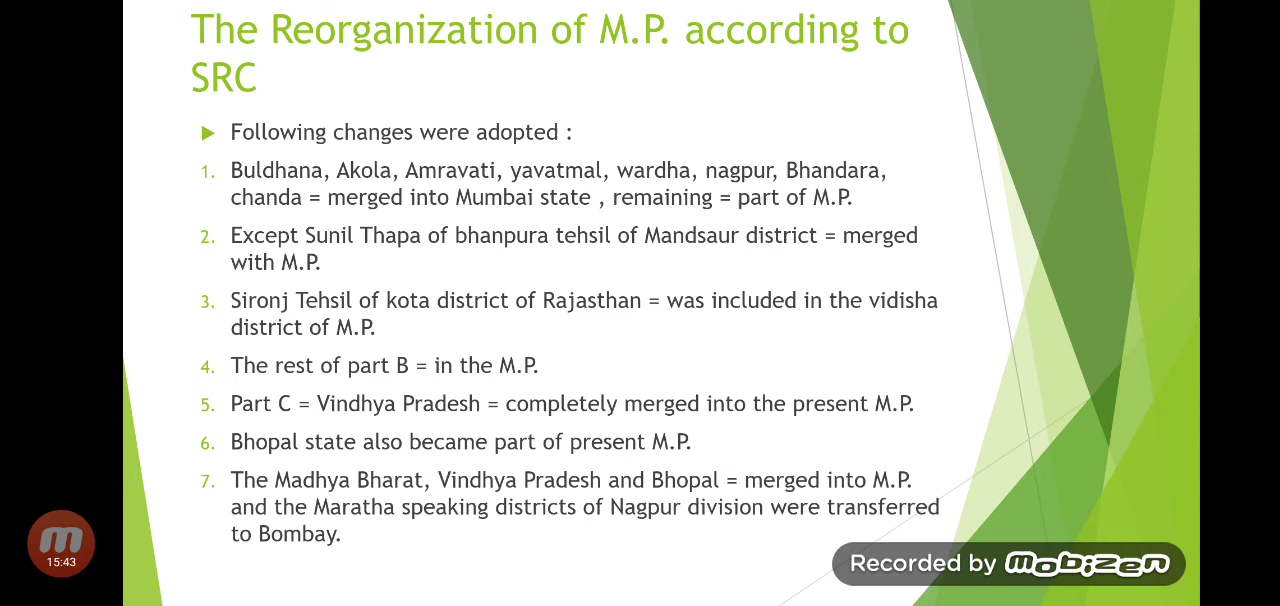 The Reorganization of M.P. according to
SRC
Following changes were adopted :
1. Buldhana, Akola, Amravati, yavatmal, wardha, nagpur, Bhandara,
chanda = merged into Mumbai state , remaining = part of M.P.
2. Except Sunil Thapa of bhanpura tehsil of Mandsaur district = merged
with M.P.
3. Sironj Tehsil of kota district of Rajasthan = was included in the vidisha
district of M.P.
4. The rest of part B = in the M.P.
5. Part C = Vindhya Pradesh = completely merged into the present M.P.
6. Bhopal state also became part of present M.P.
7. The Madhya Bharat, Vindhya Pradesh and Bhopal = merged into M.P.
and the Maratha speaking districts of Nagpur division were transferred
to Bombay.
m
15:43
Recorded by mobizen